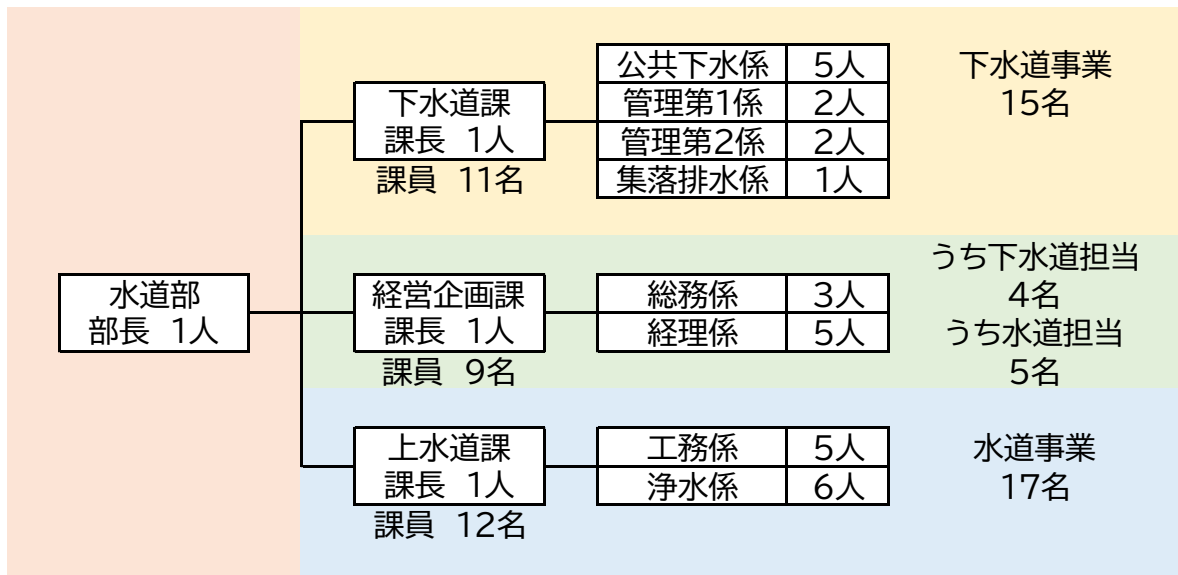 水道部
部長 1人
下水道課
課長 1人
課員 11名
公共下水係 5人
管理第1係 2人
管理第2係 2人
集落排水係 1人
下水道事業
15名
経営企画課
課長 1人
課員 9名
総務係 3人
経理係 5人
うち下水道担当
4名
うち水道担当
5名
上水道課
課長 1人
課員 12名
工務係 5人
浄水係 6人
水道事業
17名